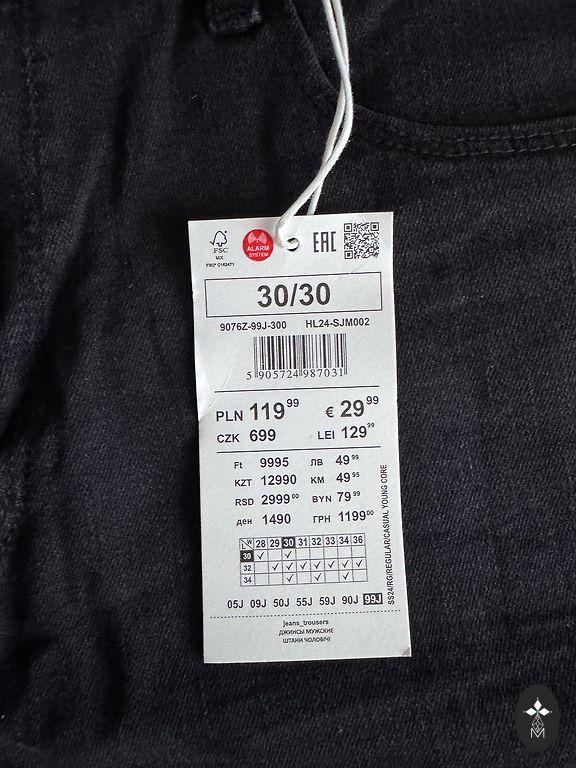 FSC
MIX
FSC® C152471
ALARM
SYSTEM
EAC
30/30
9076Z-99J-300 HL24-SJM002
5 905724 987031
PLN 119 99 € 29 99
CZK 699 LEI 129 99
Ft 9995 ЛВ 49 99
KZT 12990 KM 49 95
RSD 2999 00 BYN 79 99
ден 1490 ГРН 1199 00
L W 28 29 30 31 32 33 34 36
30 ✓ ✓
32 ✓ ✓ ✓ ✓ ✓ ✓ ✓
34 ✓ ✓
05J 09J 50J 55J 59J 90J 99J
SS24/RG/REGULAR/CASUAL YOUNG CORE
jeans_trousers
ДЖИНСЫ МУЖСКИЕ
ШТАНИ ЧОЛОВІЧІ
M